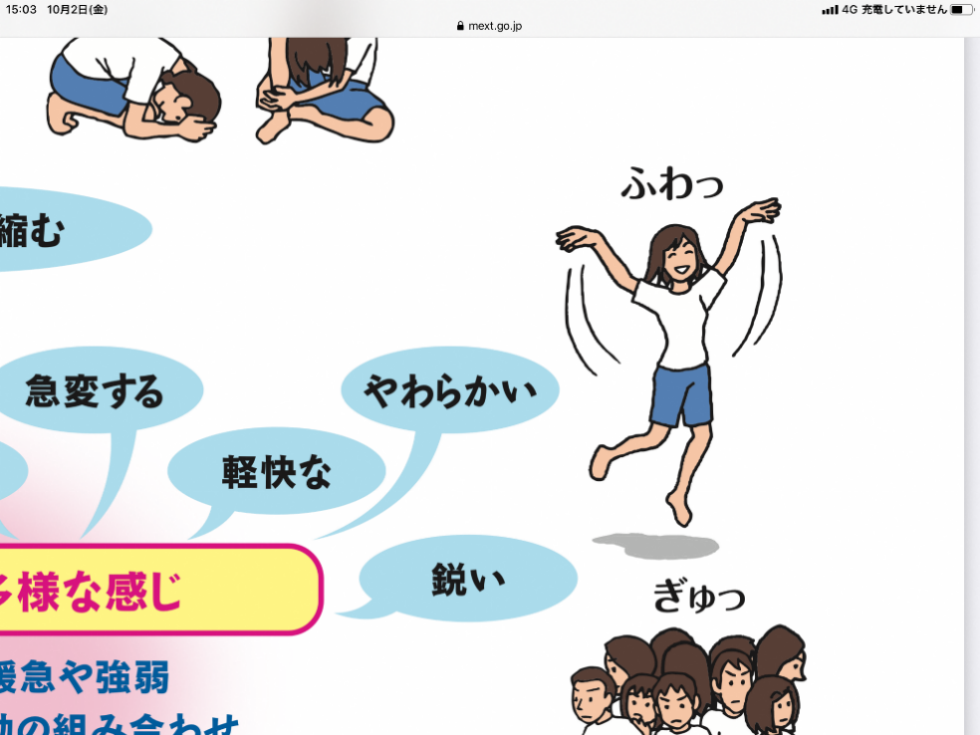 15:03 10月2日(金)
4G 充電していません
mext.go.jp
ふわっ
縮む
急変する
やわらかい
軽快な
鋭い
多様な感じ
ぎゅっ
緩急や強弱
動の組み合わせ